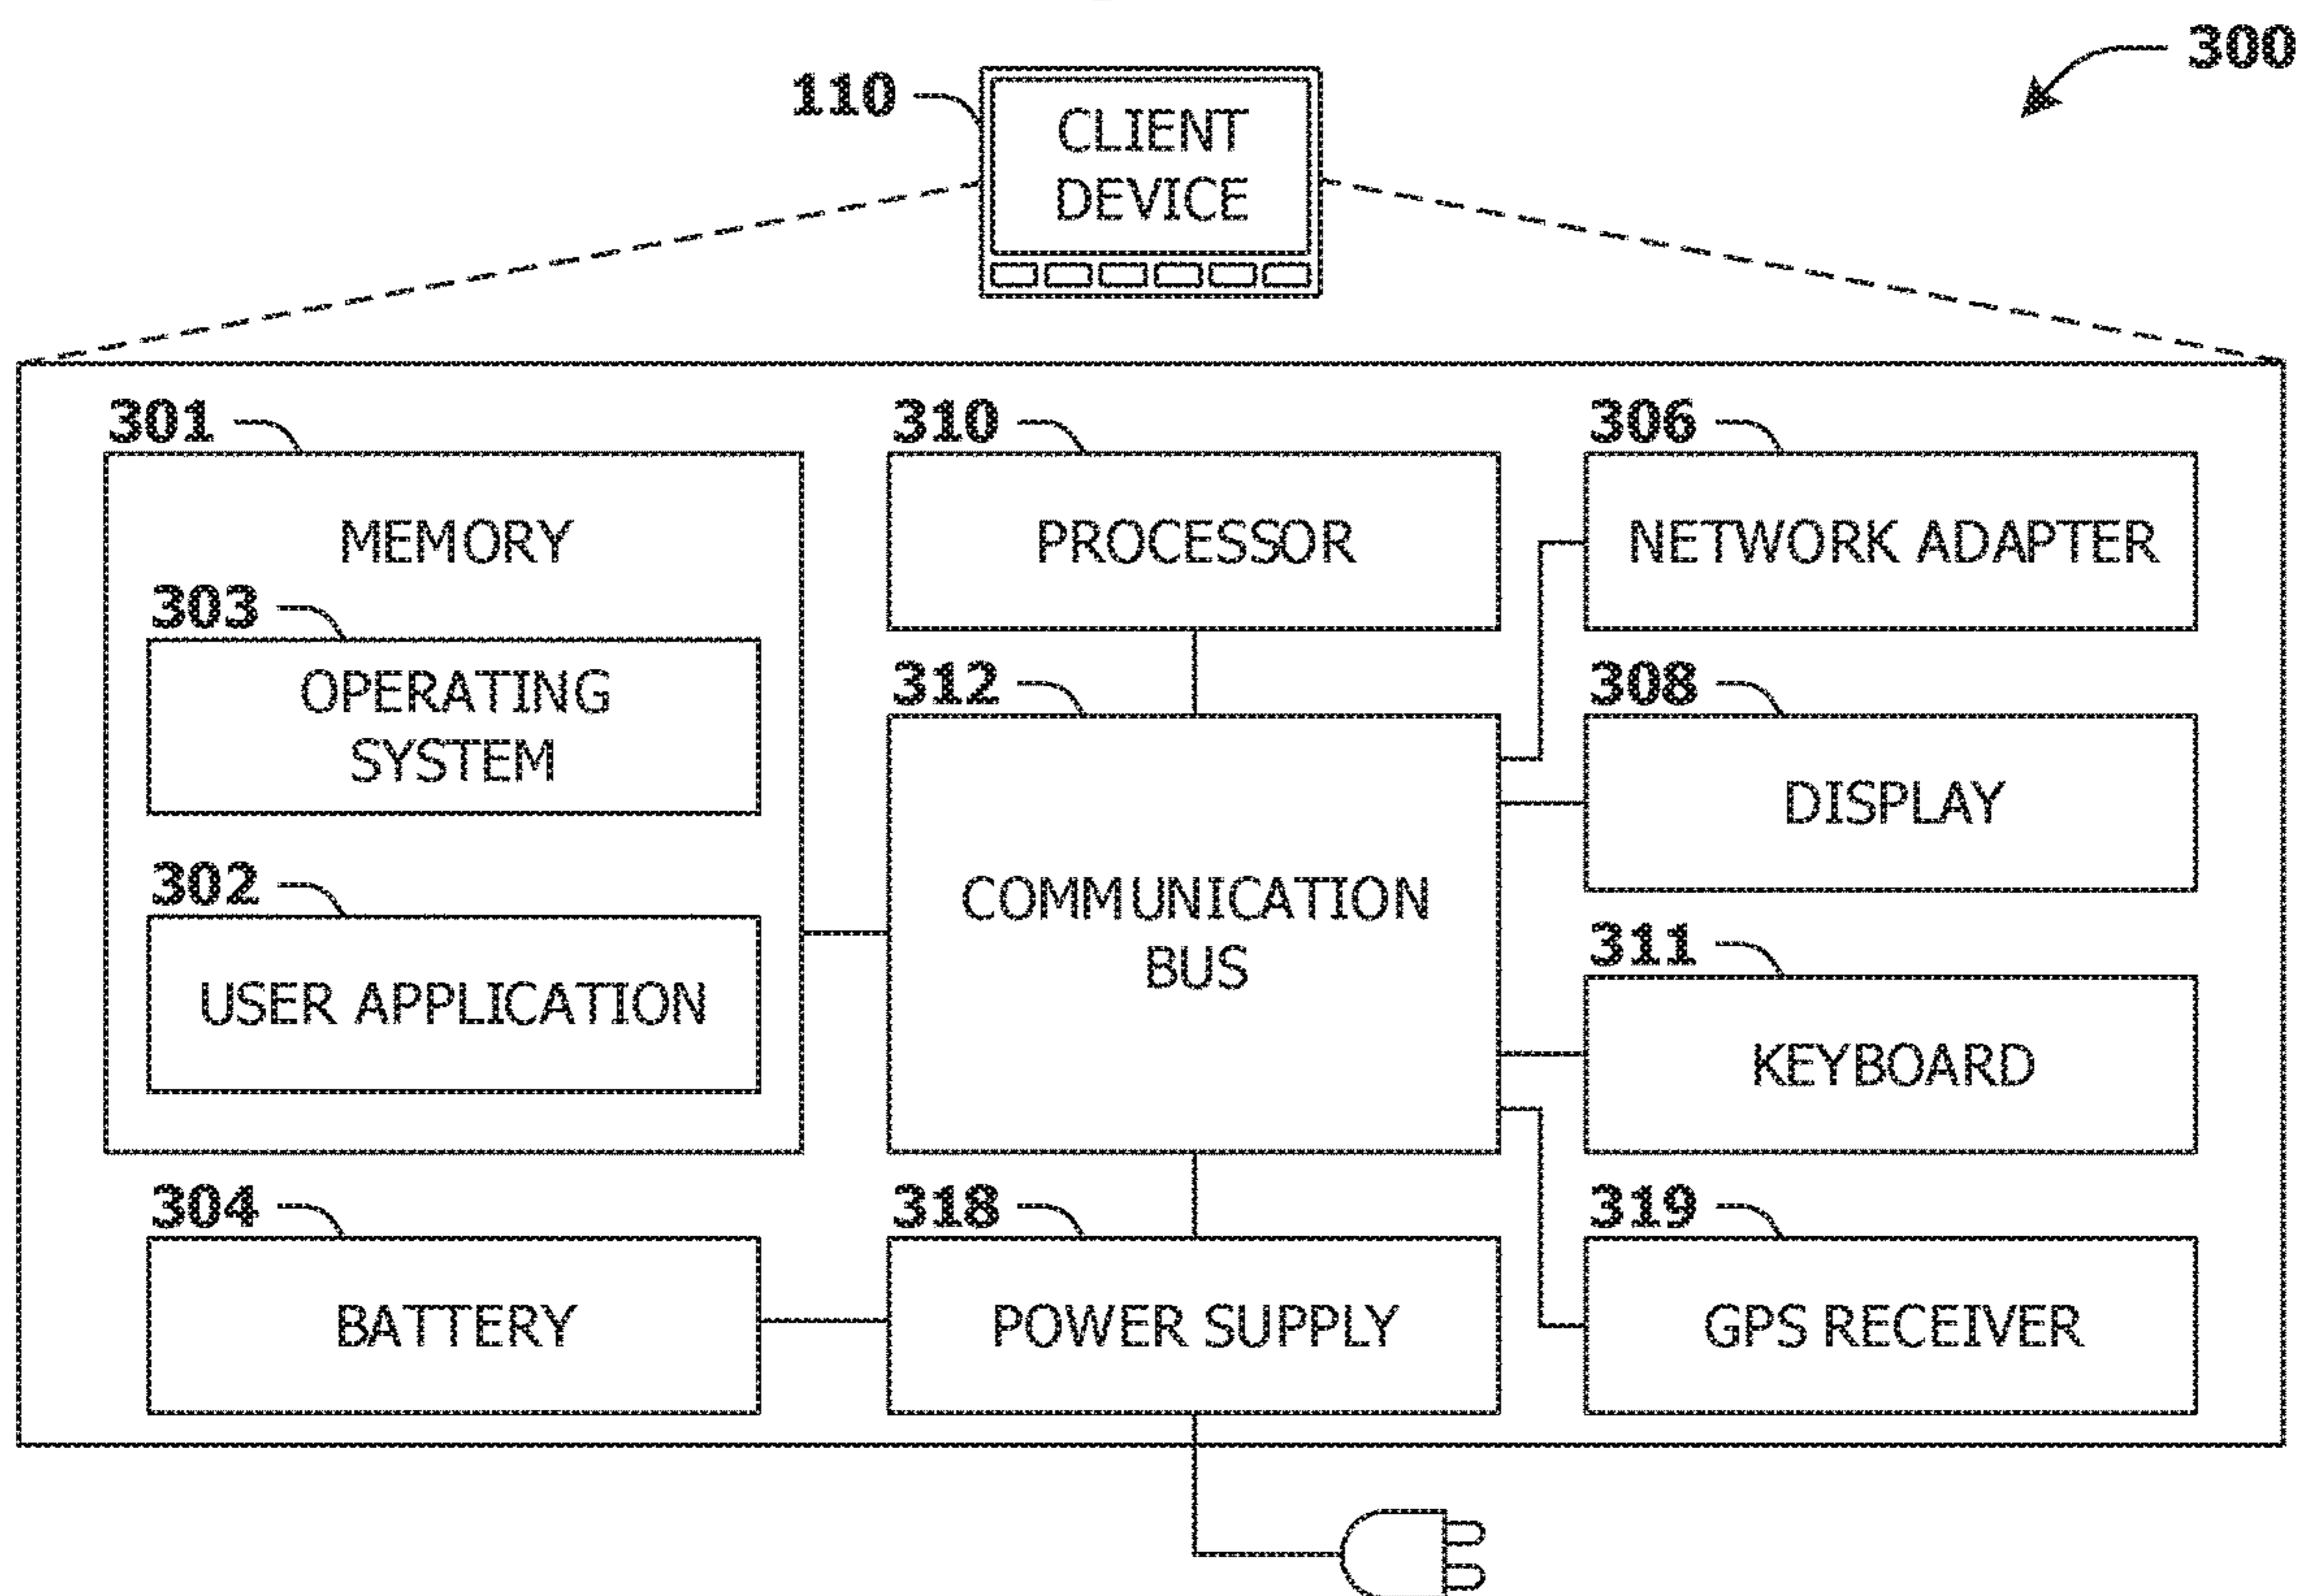 300
110
CLIENT
DEVICE
301
310
306
MEMORY
PROCESSOR
NETWORK ADAPTER
303
312
308
OPERATING
SYSTEM
DISPLAY
302
COMMUNICATION
BUS
311
USER APPLICATION
KEYBOARD
304
318
319
BATTERY
POWER SUPPLY
GPS RECEIVER